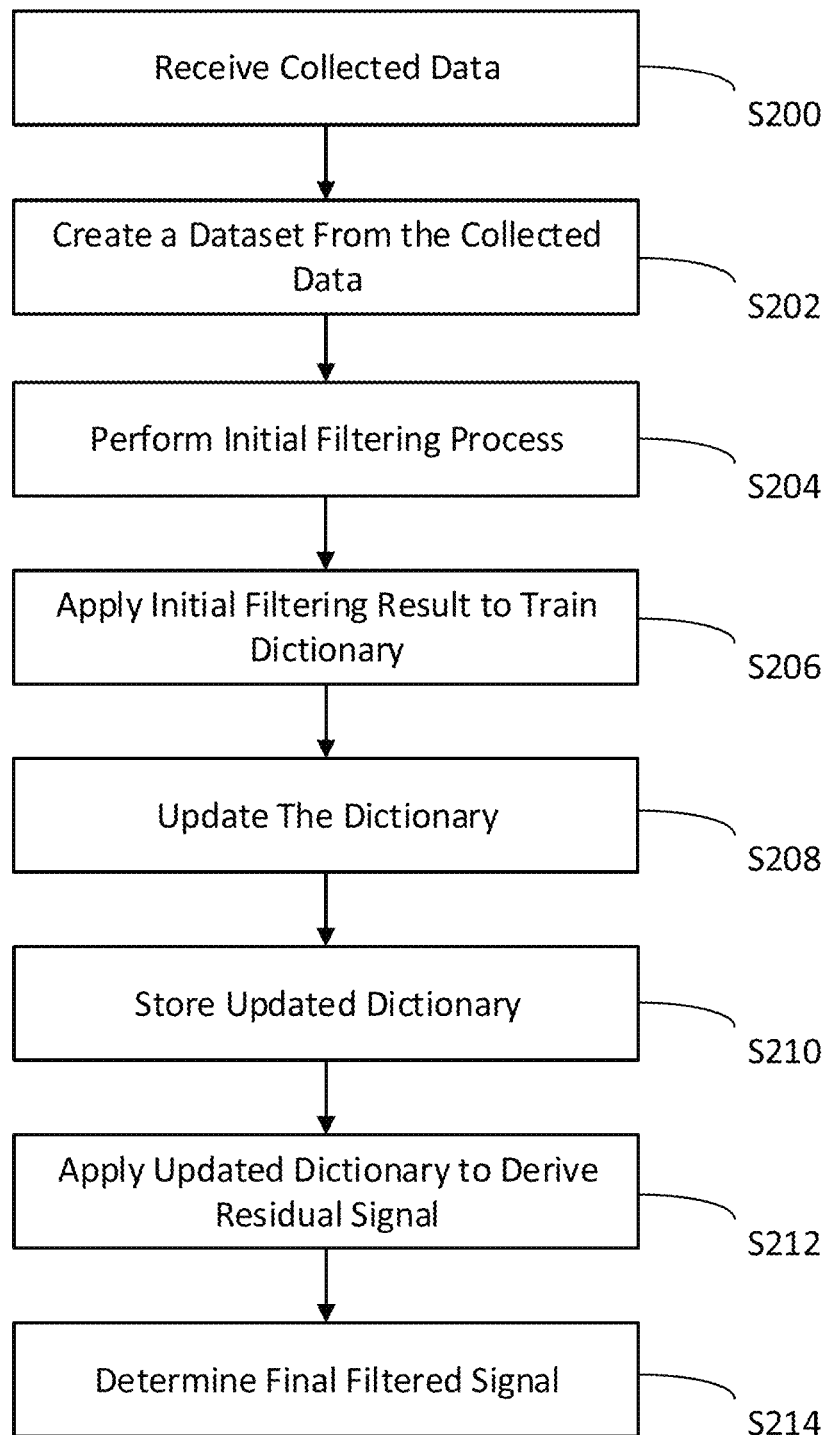 Receive Collected Data
S200
Create a Dataset From the Collected
Data
S202
Perform Initial Filtering Process
S204
Apply Initial Filtering Result to Train
Dictionary
S206
Update The Dictionary
S208
Store Updated Dictionary
S210
Apply Updated Dictionary to Derive
Residual Signal
S212
Determine Final Filtered Signal
S214